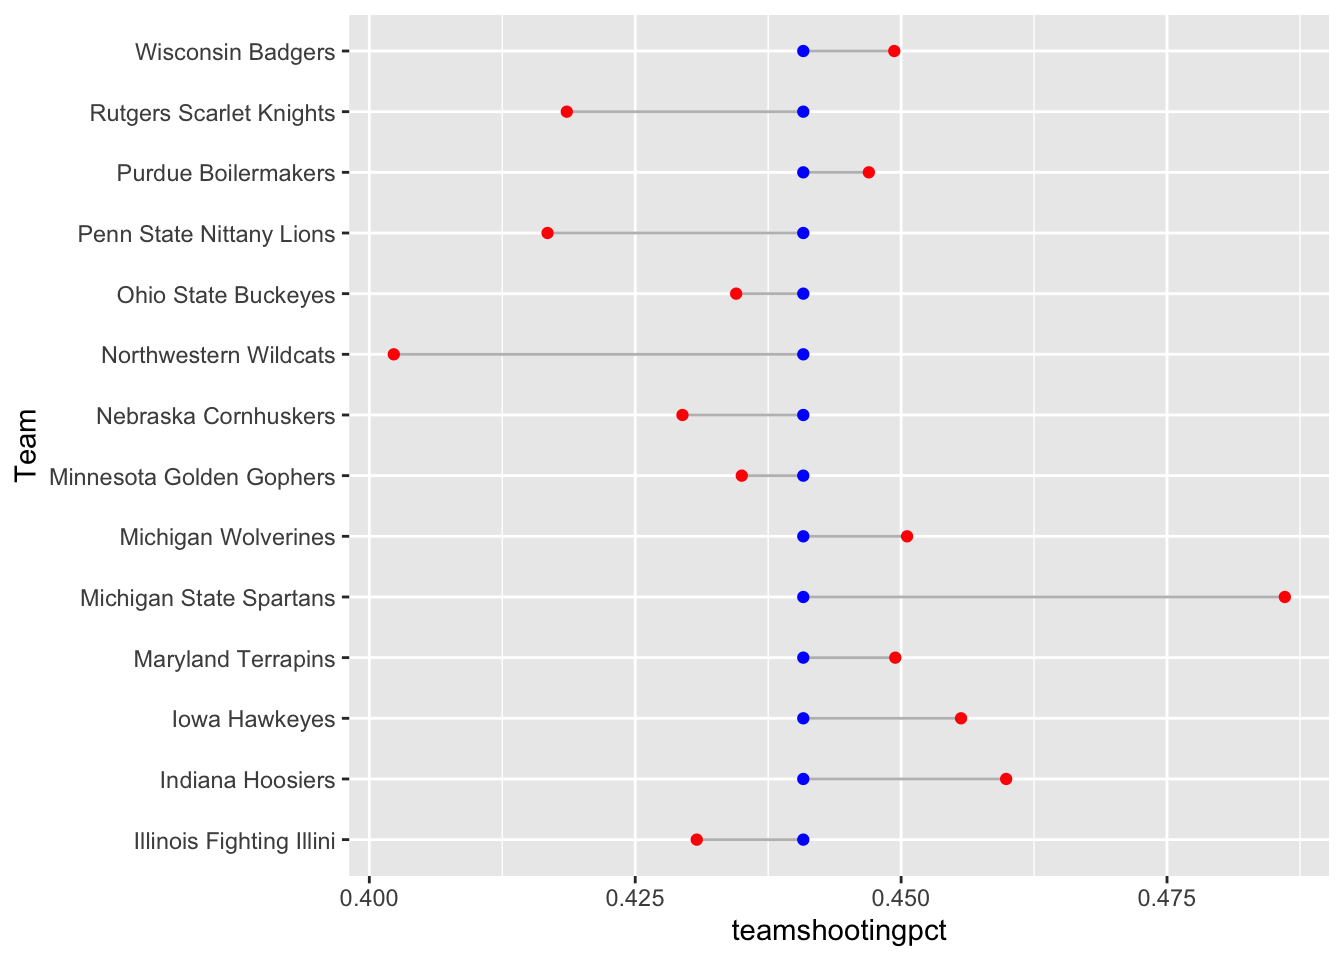 Wisconsin Badgers
Rutgers Scarlet Knights
Purdue Boilermakers
Penn State Nittany Lions
Ohio State Buckeyes
Northwestern Wildcats
Nebraska Cornhuskers
Team
Minnesota Golden Gophers
Michigan Wolverines
Michigan State Spartans
Maryland Terrapins
Iowa Hawkeyes
Indiana Hoosiers
Illinois Fighting Illini
0.400 0.425 0.450 0.475
teamshootingpct